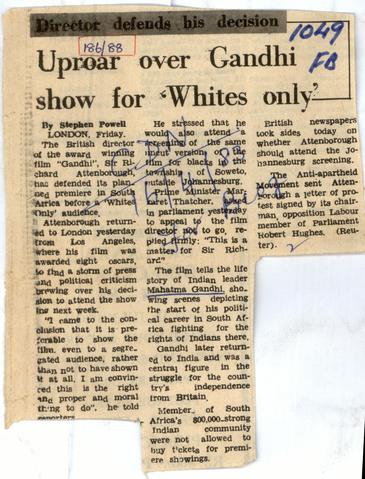 Director defends his decision
186/88
1049
FB
Uproar over Gandhi
show for 'Whites only'
By Stephen Powell
LONDON, Friday.
The British director
of the award winning
film "Gandhi", Sir Ri-
chard Attenborough,
has defended its plan-
ned premiere in South
Africa before a 'Whites
Only' audience.
Attenborough returned
to London yesterday
from Los Angeles,
where his film was
awarded eight oscars,
to find a storm of press
and political criticism
brewing over his deci-
sion to attend the show
ing next week.
"I came to the con-
clusion that it is pre-
ferable to show the
film, even to a segre-
gated audience, rather
than not to have shown
it at all, I am convin-
ced this is the right
and proper and moral
thing to do", he told
reporters
He stressed that he
would also attend a
screening of the same
uncut version of the
film for blacks in
township Soweto,
outside Johannesburg
Prime Minister Mar-
garet Thatcher,
in parliament yesterday
to appeal to the film
director not to go, re-
plied firmly: "This is a
matter for Sir
Richard"
The film tells the life
story of Indian leader
Mahatma Gandhi, sho-
wing scenes depicting
the start of his poli-
tical career in South Af-
rica fighting for the
rights of Indians there.
Gandhi later return-
ed to India and was a
central figure in the
struggle for the coun-
try's independence
from Britain.
Member of South
Africa's 800,000-strong
Indian community
were not allowed to
buy tickets for premi-
ere showings.
British newspapers
took sides today on
whether Attenborough
should attend the Jo-
hannesburg screening.
The Anti-apartheid
Movment sent Atten-
borough a letter of pro-
test signed by its chair-
man, opposition Labour
member of Parliament
Robert Hughes. (Reu-
ter).
2